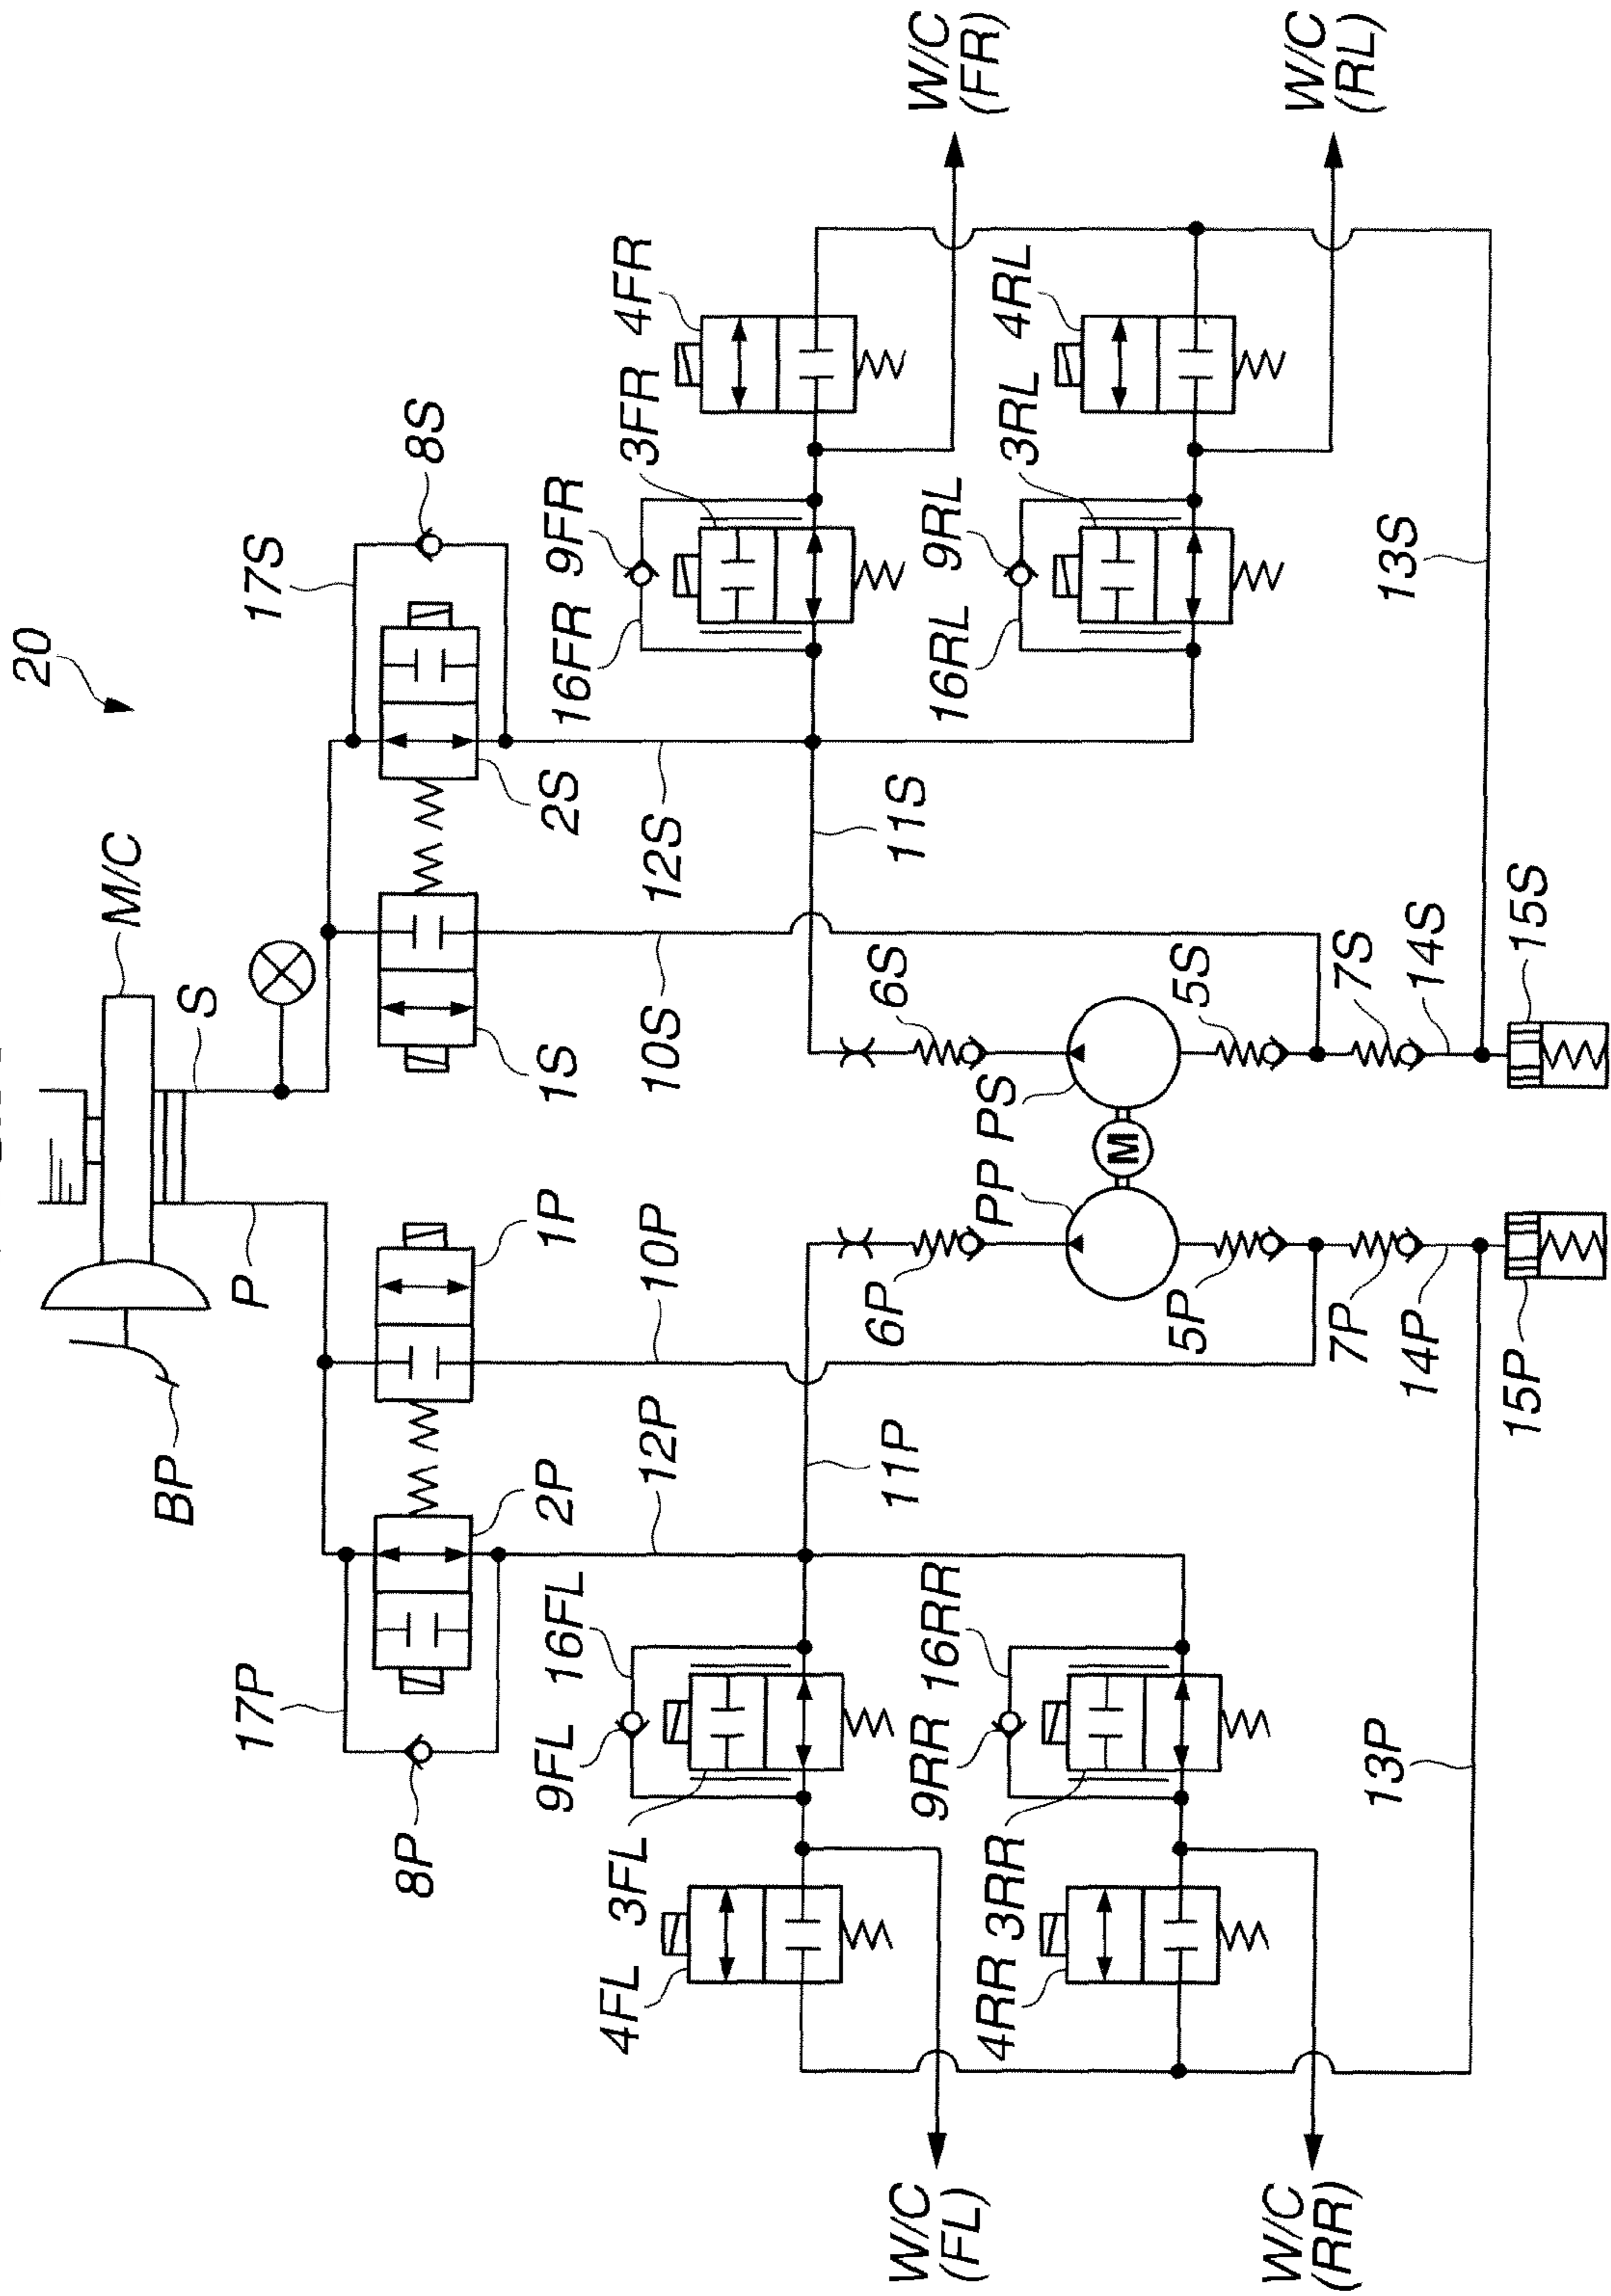 20
M/C
S
P
BP
17S
8S
2S
12S
1S
10S
11S
1P
10P
2P
12P
11P
17P
8P
4FR
3FR
9FR
16FR
4RL
3RL
9RL
16RL
W/C
(FR)
W/C
(RL)
13S
6S
5S
7S
14S
15S
PS
M
PP
6P
5P
7P
14P
15P
13P
16FL
9FL
3FL
4FL
16RR
9RR
3RR
4RR
W/C
(FL)
W/C
(RR)